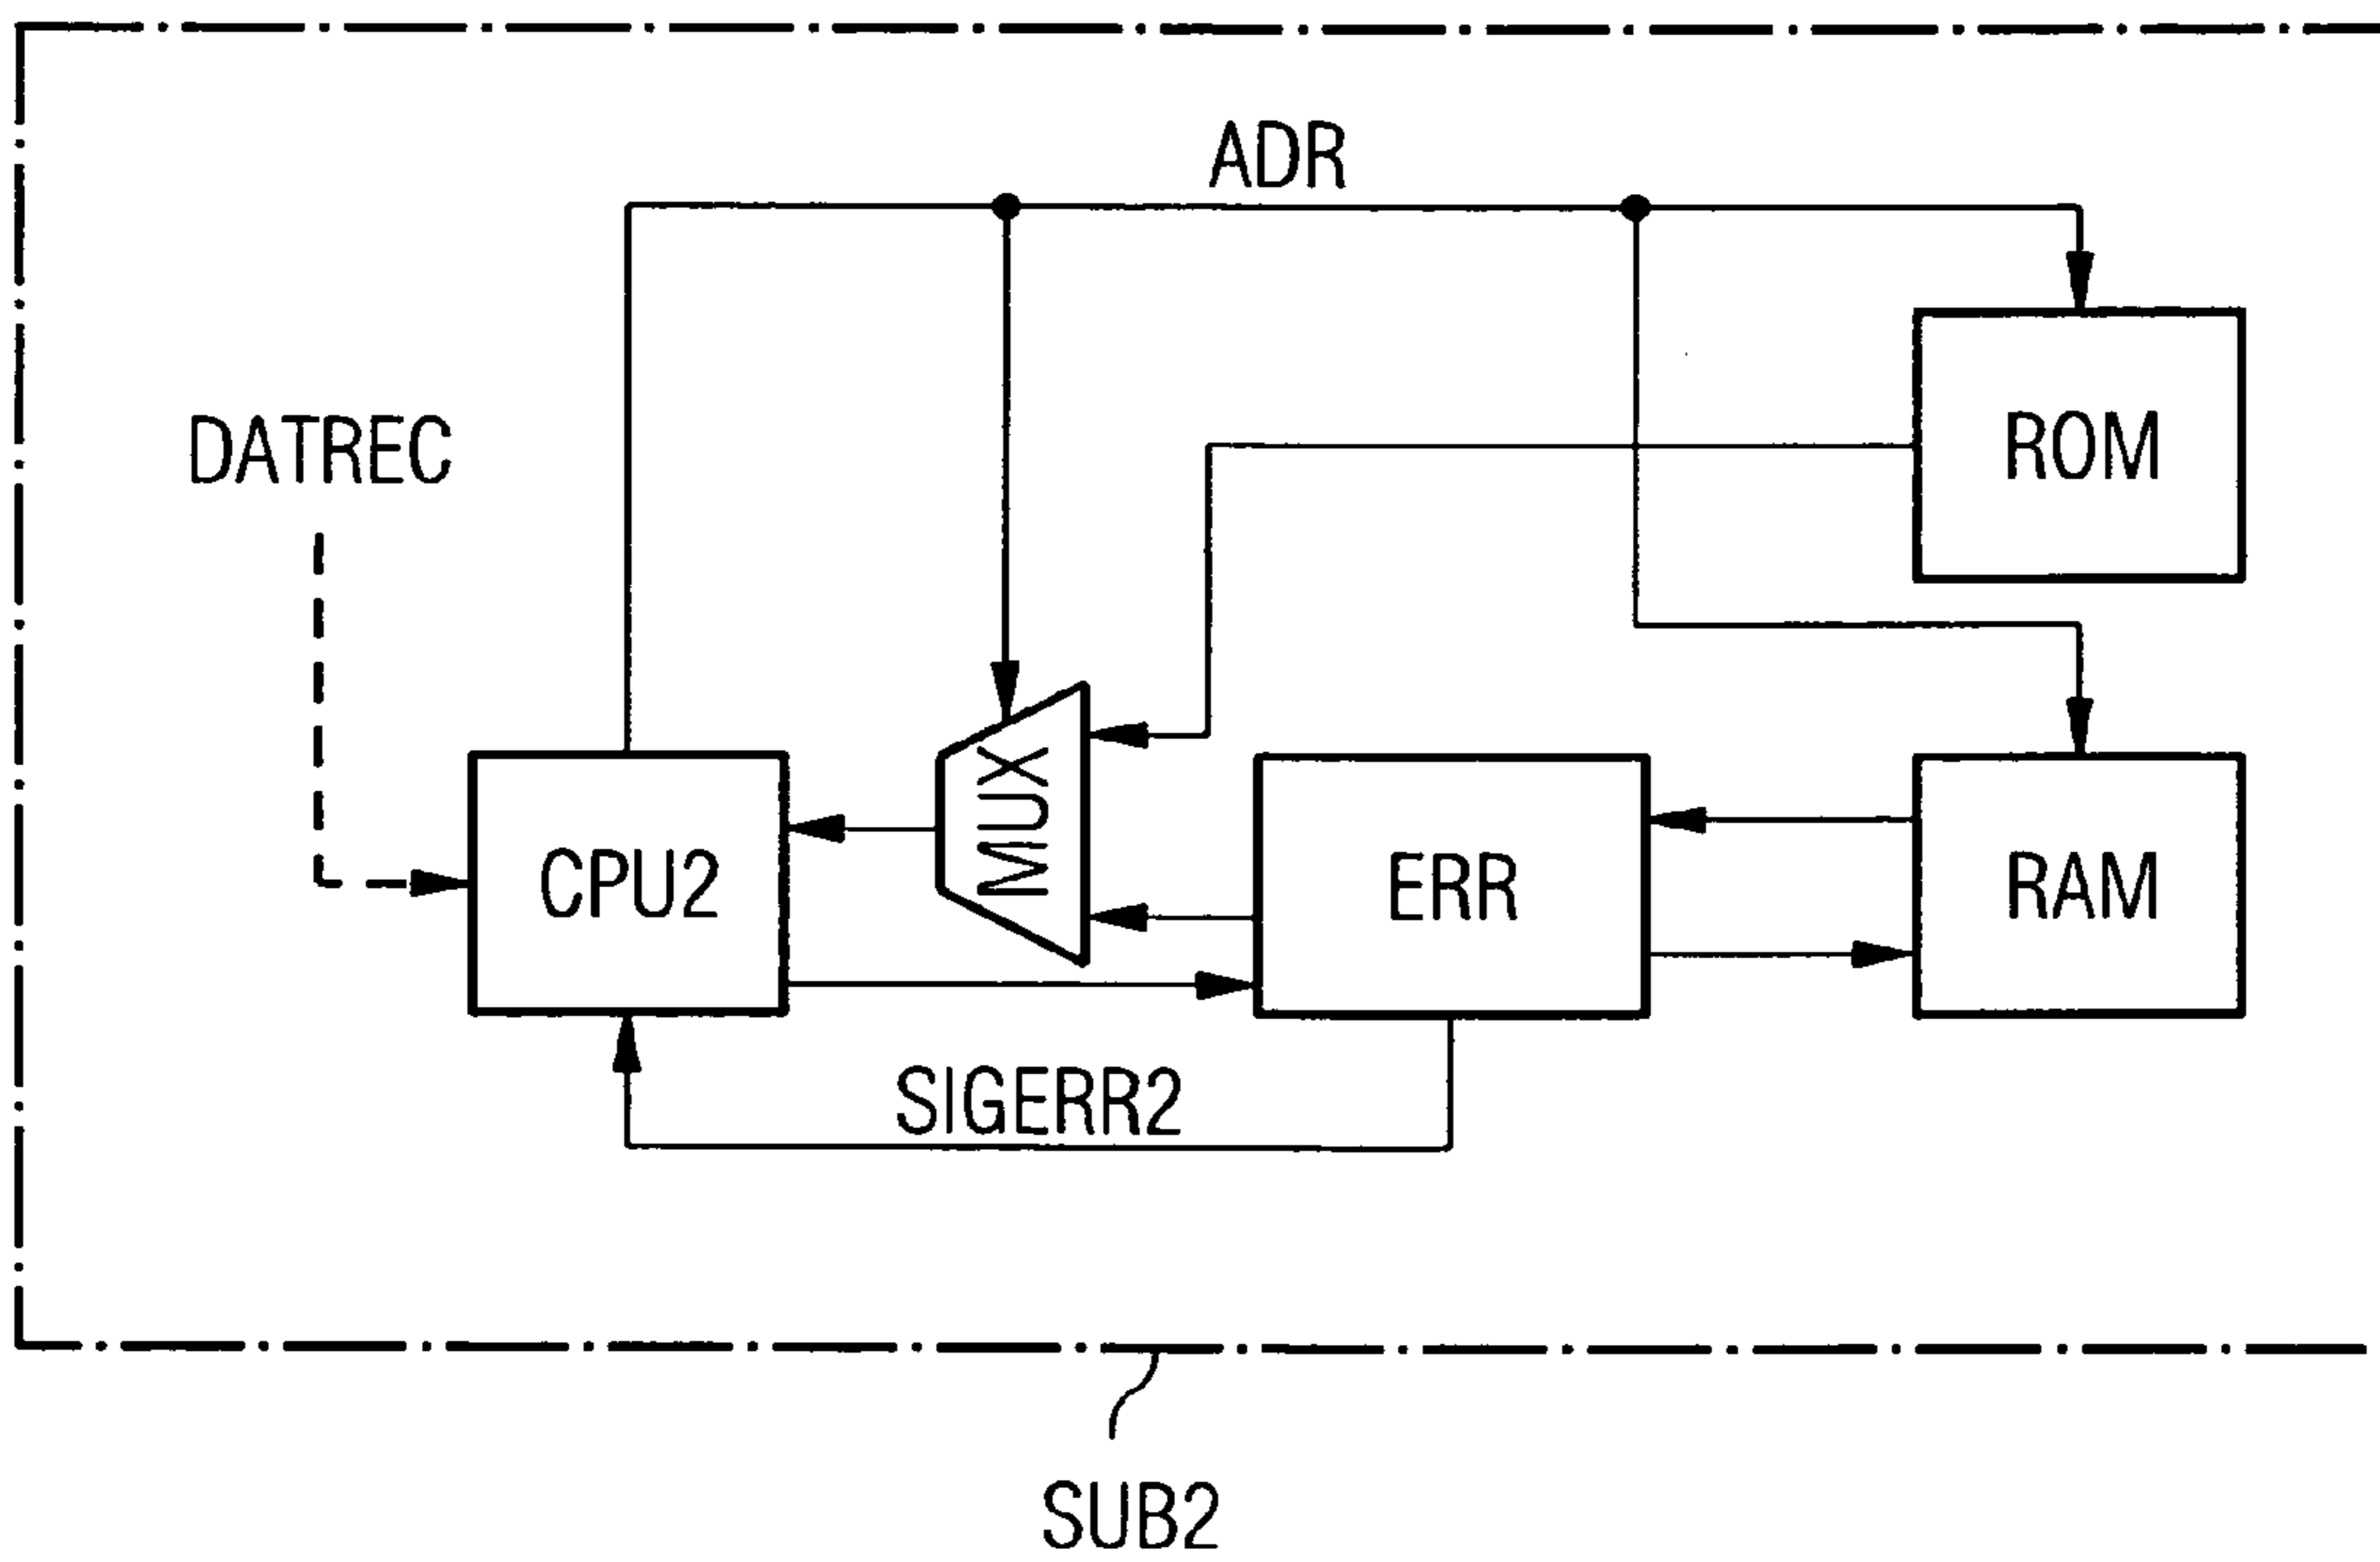 ADR
DATREC
ROM
MUX
CPU2
ERR
RAM
SIGERR2
SUB2